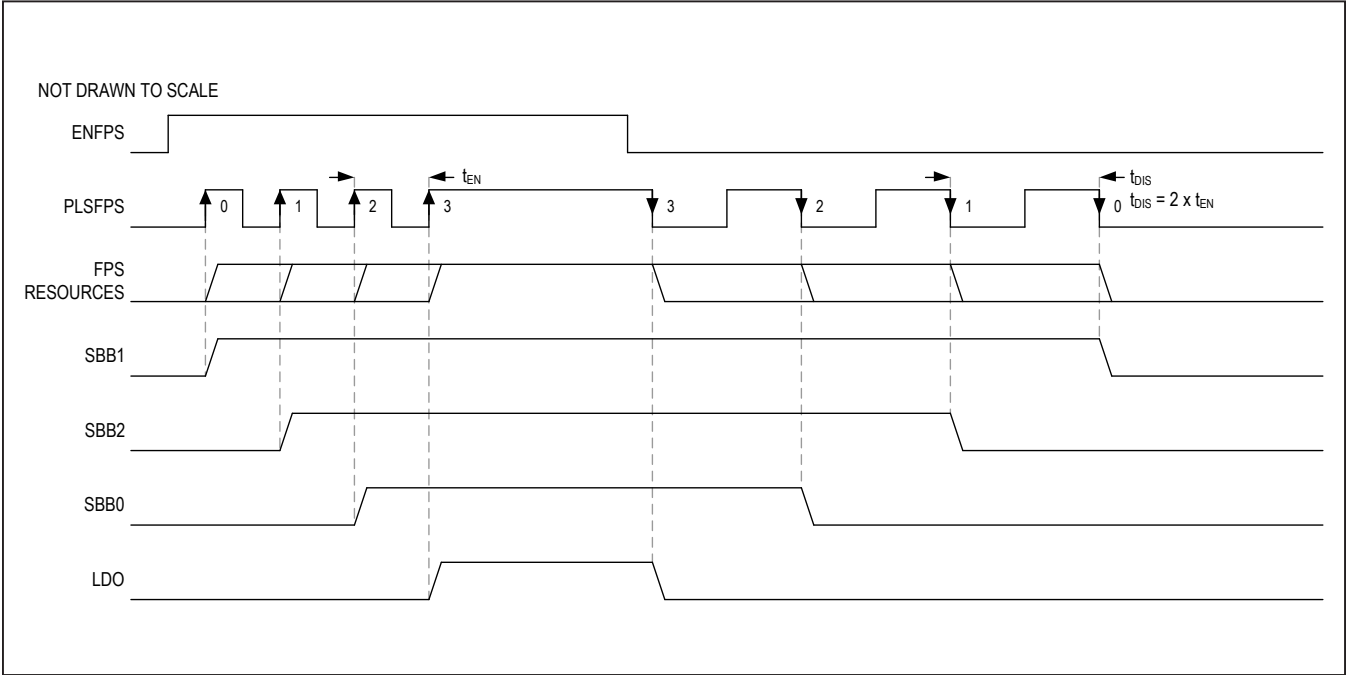 NOT DRAWN TO SCALE
ENFPS
tEN
tDIS
PLSFPS 0 1 2 3 3 2 1 0 tDIS = 2 x tEN
FPS
RESOURCES
SBB1
SBB2
SBB0
LDO